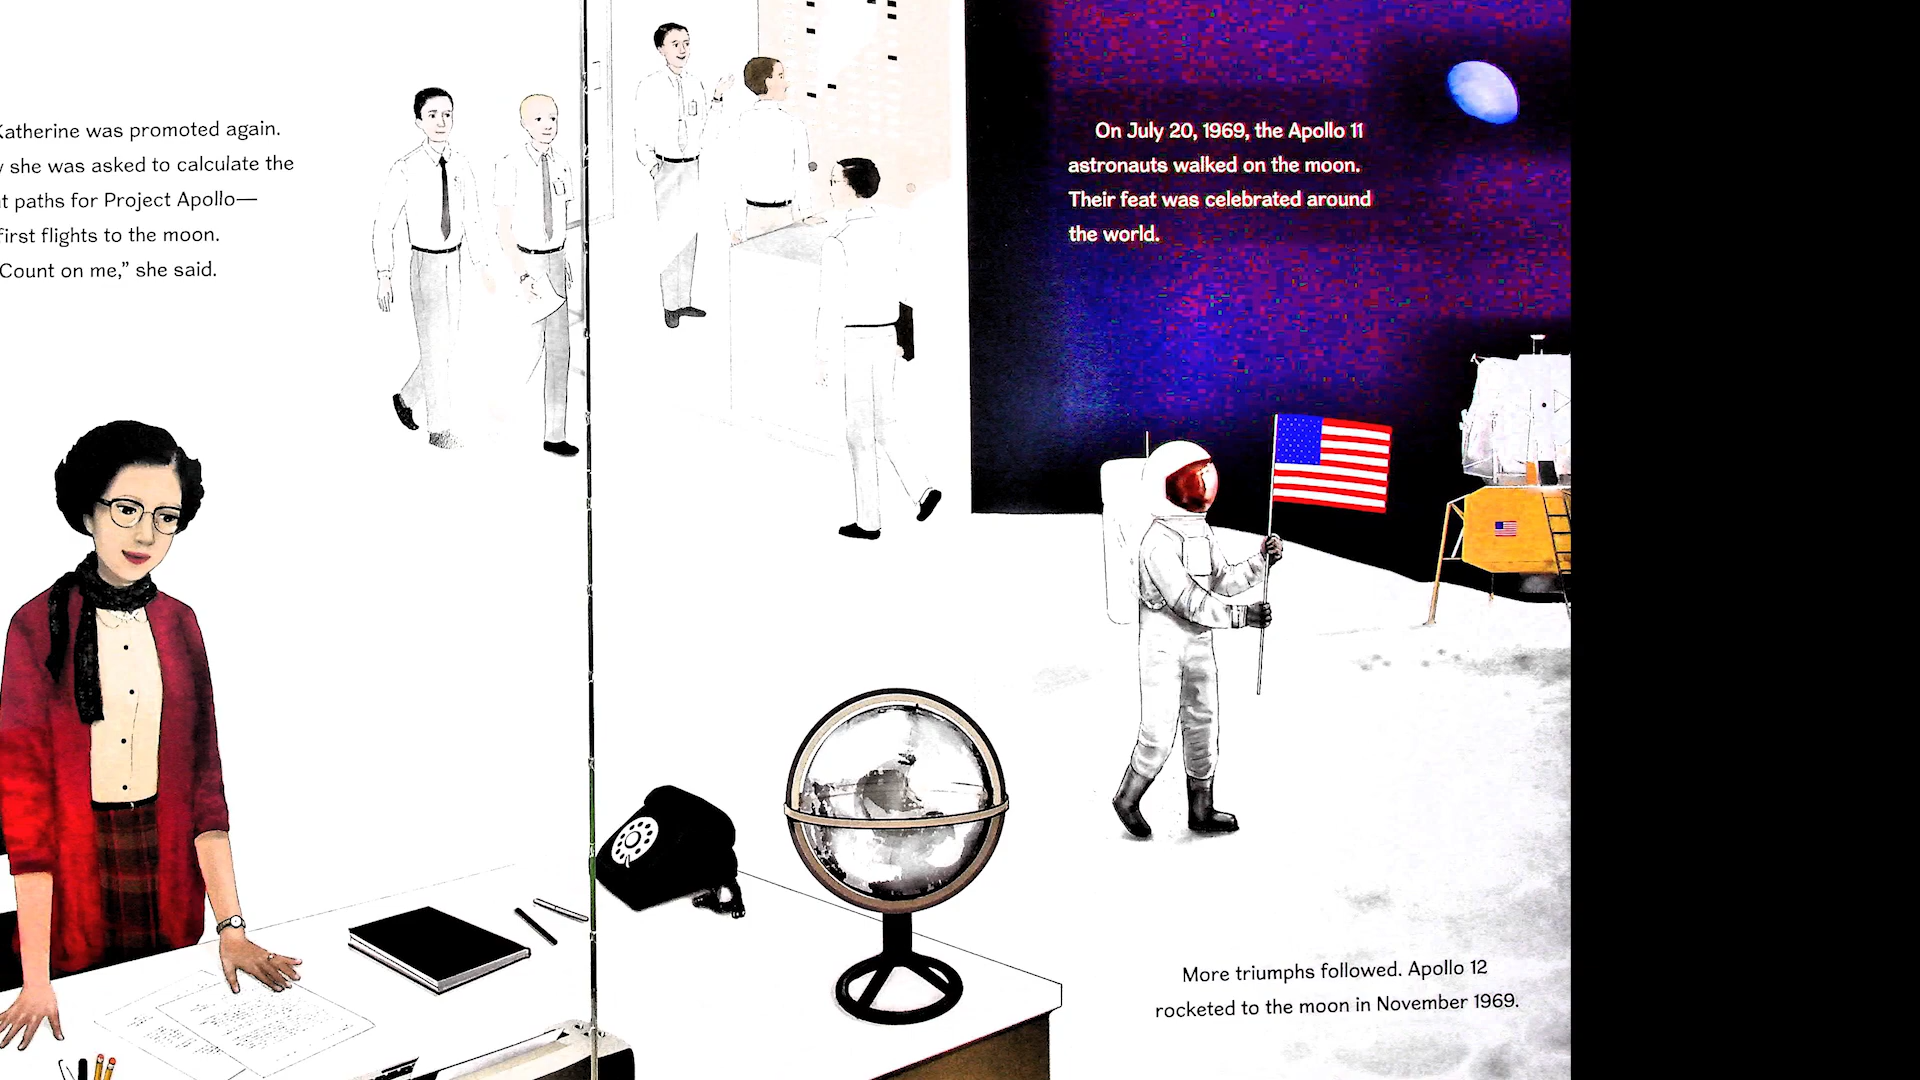 Katherine was promoted again.
she was asked to calculate the
paths for Project Apollo—
first flights to the moon.
Count on me,” she said.
On July 20, 1969, the Apollo 11
astronauts walked on the moon.
Their feat was celebrated around
the world.
More triumphs followed. Apollo 12
rocketed to the moon in November 1969.